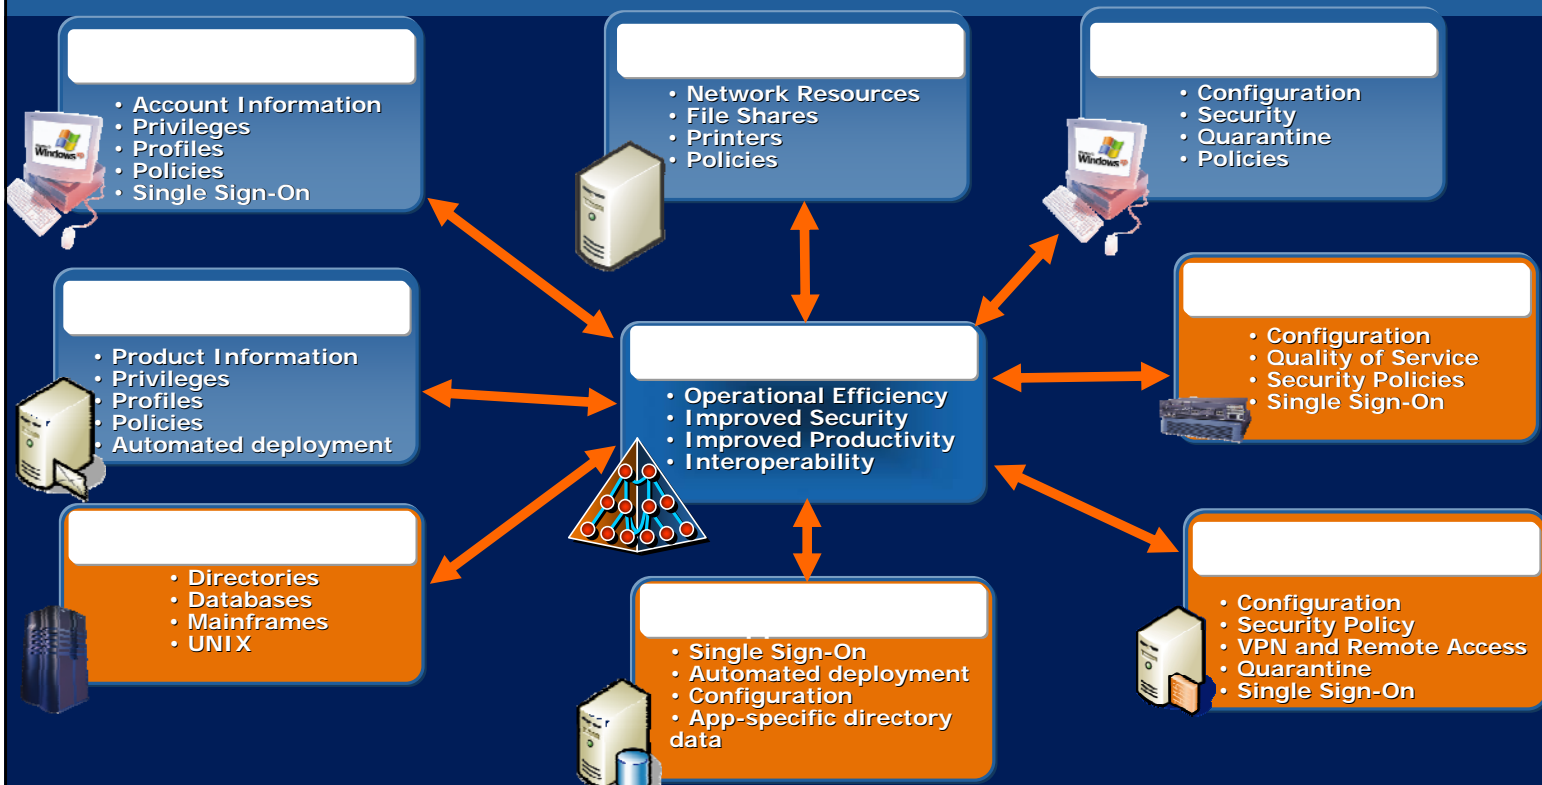 • Account Information
• Privileges
• Profiles
• Policies
• Single Sign-On
• Network Resources
• File Shares
• Printers
• Policies
• Configuration
• Security
• Quarantine
• Policies
Windows
Windows
• Product Information
• Privileges
• Profiles
• Policies
• Automated deployment
• Operational Efficiency
• Improved Security
• Improved Productivity
• Interoperability
• Configuration
• Quality of Service
• Security Policies
• Single Sign-On
• Directories
• Databases
• Mainframes
• UNIX
• Single Sign-On
• Automated deployment
• Configuration
• App-specific directory
data
• Configuration
• Security Policy
• VPN and Remote Access
• Quarantine
• Single Sign-On